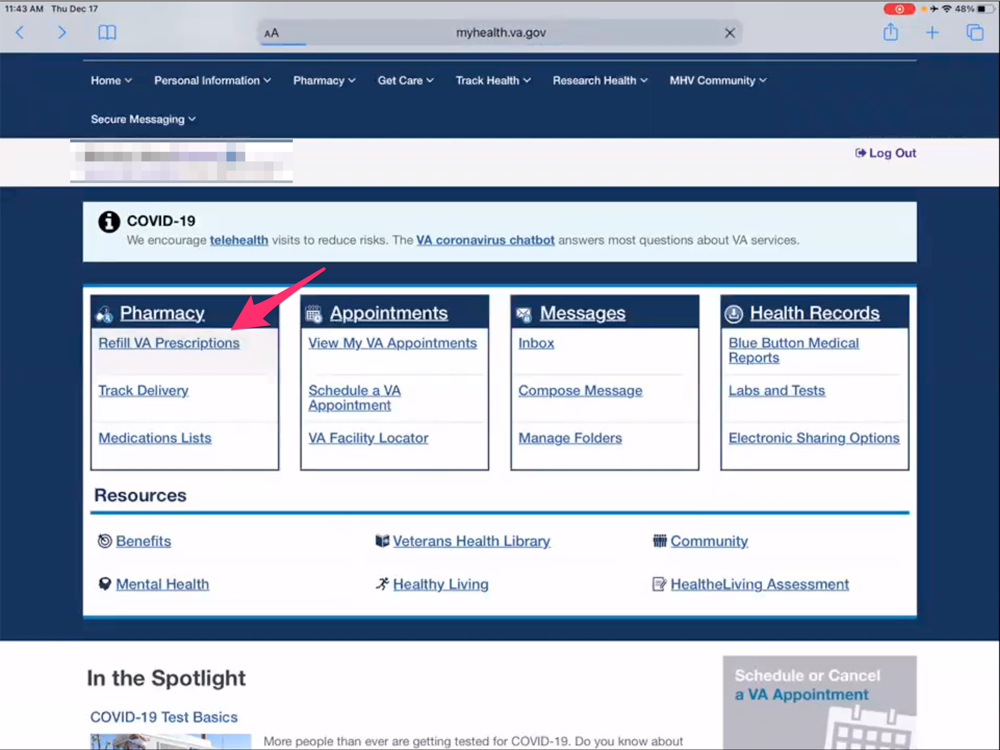 11:43 AM Thu Dec 17
48%
AA
myhealth.va.gov
Home
Personal Information
Pharmacy
Get Care
Track Health
Research Health
MHV Community
Secure Messaging
Log Out
COVID-19
We encourage telehealth visits to reduce risks. The VA coronavirus chatbot answers most questions about VA services.
Pharmacy
Refill VA Prescriptions
Track Delivery
Medications Lists
Appointments
View My VA Appointments
Schedule a VA
Appointment
VA Facility Locator
Messages
Inbox
Compose Message
Manage Folders
Health Records
Blue Button Medical
Reports
Labs and Tests
Electronic Sharing Options
Resources
Benefits
Veterans Health Library
Community
Mental Health
Healthy Living
HealtheLiving Assessment
In the Spotlight
COVID-19 Test Basics
More people than ever are getting tested for COVID-19. Do you know about
Schedule or Cancel
a VA Appointment